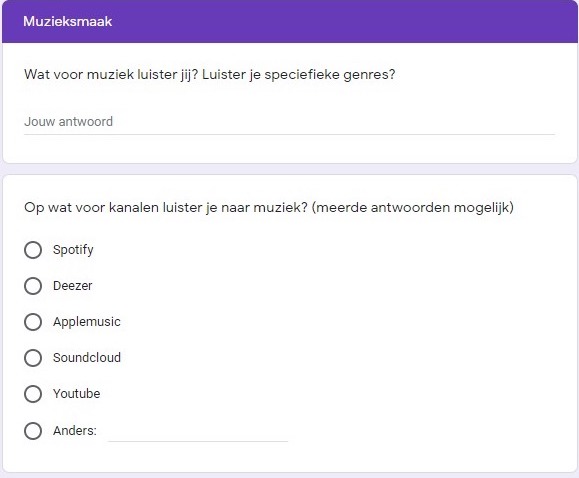 Muzieksmaak
Wat voor muziek luister jij? Luister je speciefieke genres?
Jouw antwoord
Op wat voor kanalen luister je naar muziek? (meerde antwoorden mogelijk)
Spotify
Deezer
Applemusic
Soundcloud
Youtube
Anders: